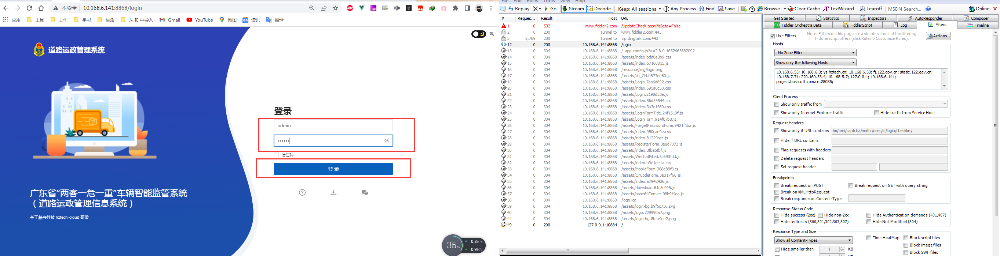 不安全 10.168.6.141:8868/login
应用 工具 工作 学习 生活 从 IE 中导入 Gmail YouTube 地图 资讯 翻译
道路运政管理系统
登录
admin
••••••
记住我
登 录
广东省“两客一危一重”车辆智能监管系统
（道路运政管理信息系统）
基于慧舟科技 hztech-cloud 研发
35%
0.8K/s
0.9K/s
File Edit Rules Tools View Help
Replay Go Stream Decode Keep: All sessions Any Process Find Save Browse Clear Cache TextWizard Tearoff MSDN Search... Online
# Reques... Result Host URL
1 0 502 www.fiddler2.com /UpdateCheck.aspx?isBeta=False
2 0 200 Tunnel to www.fiddler2.com:443
3 2,769 200 Tunnel to vip.dingtalk.com:443
12 0 200 10.168.6.141:8868 /login
13 0 304 10.168.6.141:8868 /_app.config.js?v=2.8.0-1652665682092
14 0 304 10.168.6.141:8868 /assets/index.bdd8a3b9.css
15 0 304 10.168.6.141:8868 /assets/index.57160815.js
16 0 304 10.168.6.141:8868 /resource/img/logo.png
17 0 304 10.168.6.141:8868 /assets/zh_CN.b877ee60.js
19 0 304 10.168.6.141:8868 /assets/Login.7aa6d692.css
20 0 304 10.168.6.141:8868 /assets/index.695a0c50.css
21 0 304 10.168.6.141:8868 /assets/Login.2198d33e.js
22 0 304 10.168.6.141:8868 /assets/index.86d55544.css
23 0 304 10.168.6.141:8868 /assets/index.3a3c1369.css
24 0 304 10.168.6.141:8868 /assets/LoginFormTitle.24f1519f.js
25 0 304 10.168.6.141:8868 /assets/LoginForm.914f07b3.js
26 0 304 10.168.6.141:8868 /assets/ForgetPasswordForm.9421f1ba.js
27 0 304 10.168.6.141:8868 /assets/index.950cae9e.css
28 0 304 10.168.6.141:8868 /assets/index.81229bcc.js
29 0 304 10.168.6.141:8868 /assets/RegisterForm.3e8d7373.js
30 0 304 10.168.6.141:8868 /assets/index.3fba5fbf.js
31 0 304 10.168.6.141:8868 /assets/WechatFilled.8c690fdd.js
32 0 304 10.168.6.141:8868 /assets/index.b9e1de1a.css
33 0 304 10.168.6.141:8868 /assets/MobileForm.366e88f0.js
34 0 304 10.168.6.141:8868 /assets/QrCodeForm.3e317f66.js
35 0 304 10.168.6.141:8868 /assets/index.a7942436.js
36 0 304 10.168.6.141:8868 /assets/download.61c5c495.js
37 0 304 10.168.6.141:8868 /assets/base64Conver.08b9f4ec.js
38 0 304 10.168.6.141:8868 /logo.ico
39 0 304 10.168.6.141:8868 /assets/login-bg.b9f5c736.svg
40 0 304 10.168.6.141:8868 /assets/logo.729990a7.png
41 0 304 10.168.6.141:8868 /assets/login-bg.8bfa4ee2.png
49 0 200 127.0.0.1:10884 /
Get Started Statistics Inspectors AutoResponder Composer
FO Fiddler Orchestra Beta FiddlerScript Log Filters Timeline
Use Filters
Note: Filters on this page are a simple subset of the filtering
FiddlerScript offers (click Rules > Customize Rules).
Actions
Hosts
- No Zone Filter -
Show only the following Hosts
10.168.6.55; 10.168.6.3; ys.hztech.cn; 10.168.6.33; fj.122.gov.cn; static.122.gov.cn;
10.168.7.71; 220.160.53.4; 10.168.5.7; 127.0.0.1; 10.168.6.141;
project.bosssoft.com.cn:28085;
Client Process
Show only traffic from
Show only Internet Explorer traffic Hide traffic from Service Host
Request Headers
Show only if URL contains /m/tmri/captcha/math /user/m/login/checkkey
Hide if URL contains
Flag requests with headers
Delete request headers
Set request header
Breakpoints
Break request on POST Break request on GET with query string
Break on XMLHttpRequest
Break response on Content-Type
Response Status Code
Hide success (2xx) Hide non-2xx Hide Authentication demands (401,407)
Hide redirects (300,301,302,303,307) Hide Not Modified (304)
Response Type and Size
Show all Content-Types Time HeatMap Block script files
Block image files
Hide smaller than 1 KB
Block SWF files